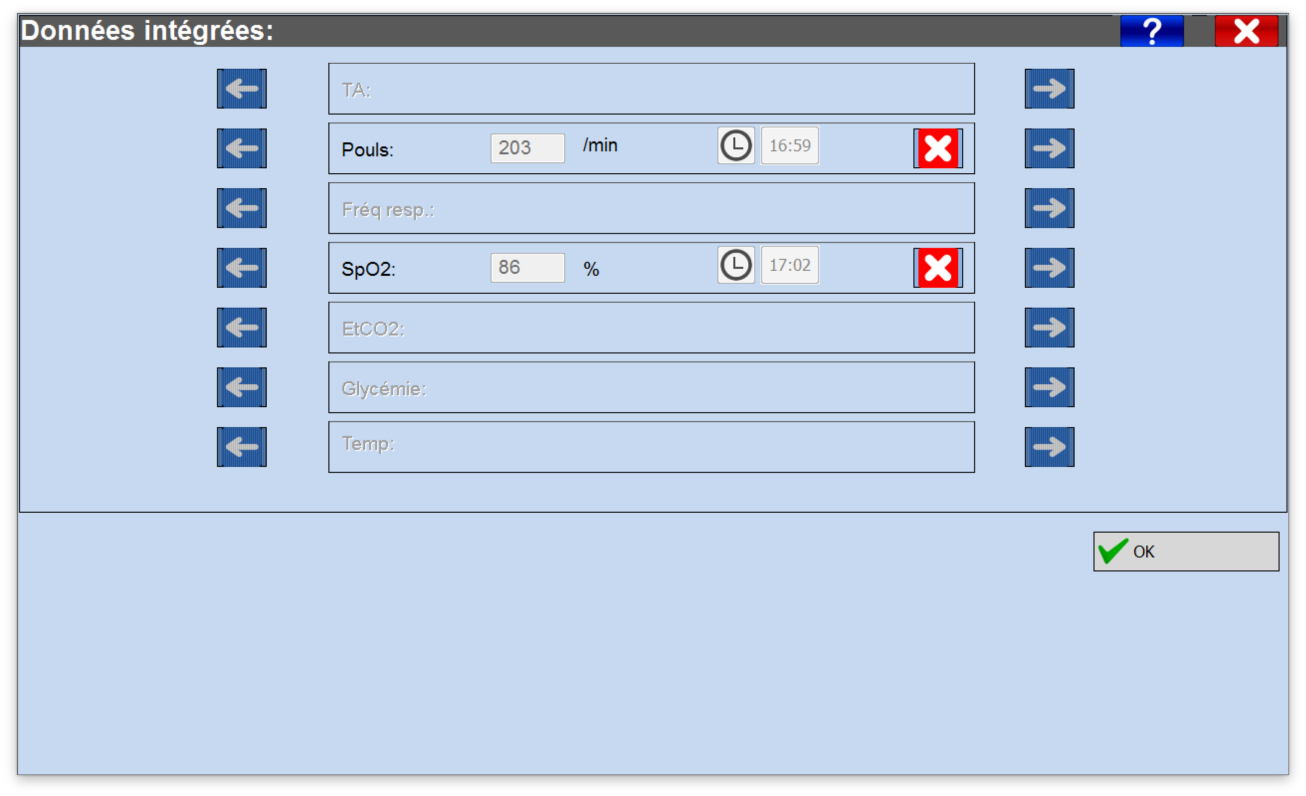 Données intégrées: ?
TA:
Pouls: 203 /min 16:59
Fréq resp.:
SpO2: 86 % 17:02
EtCO2:
Glycémie:
Temp:
OK